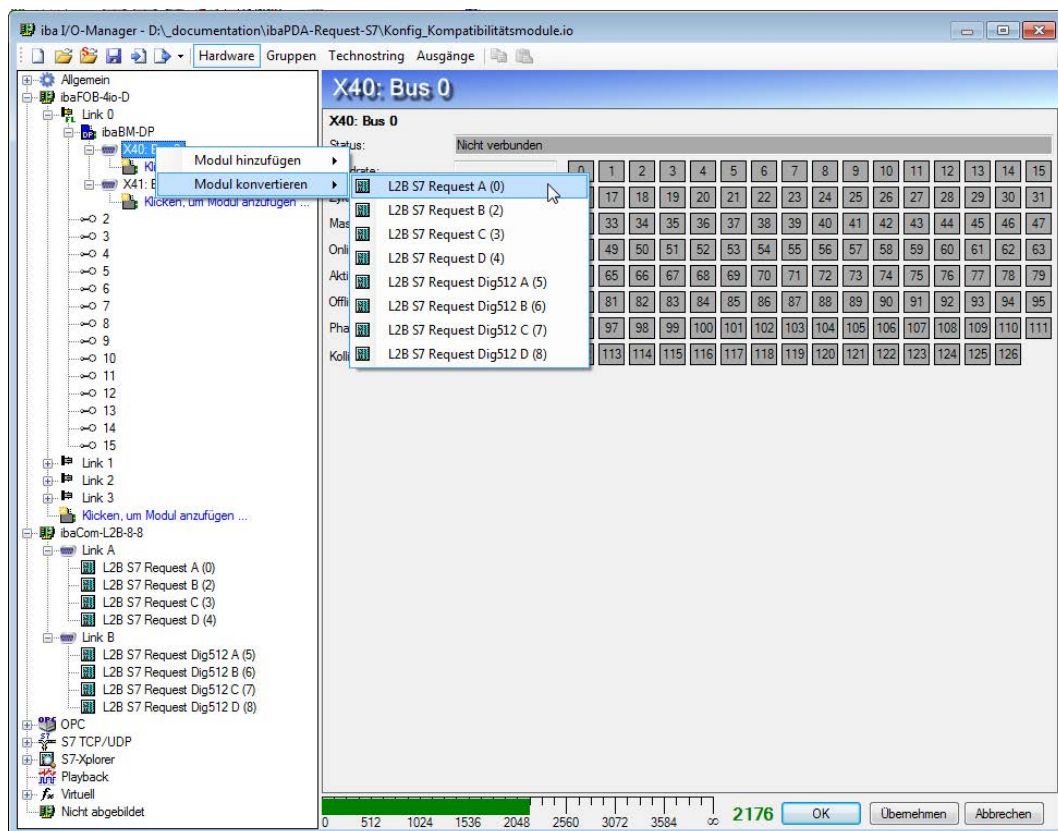 iba I/O-Manager - D:\_documentation\ibaPDA-Request-S7\Konfig_Kompatibilitätsmodule.io
Hardware Gruppen Technostring Ausgänge
Allgemein
ibaFOB-4io-D
Link 0
ibaBM-DP
X40: B
Kl
X41: B
Klicken, um Modul anzufügen ...
2
3
4
5
6
7
8
9
10
11
12
13
14
15
Link 1
Link 2
Link 3
Klicken, um Modul anzufügen ...
ibaCom-L2B-8-8
Link A
L2B S7 Request A (0)
L2B S7 Request B (2)
L2B S7 Request C (3)
L2B S7 Request D (4)
Link B
L2B S7 Request Dig512 A (5)
L2B S7 Request Dig512 B (6)
L2B S7 Request Dig512 C (7)
L2B S7 Request Dig512 D (8)
OPC
S7 TCP/UDP
S7-Xplorer
Playback
Virtuell
Nicht abgebildet
Modul hinzufügen
Modul konvertieren
L2B S7 Request A (0)
L2B S7 Request B (2)
L2B S7 Request C (3)
L2B S7 Request D (4)
L2B S7 Request Dig512 A (5)
L2B S7 Request Dig512 B (6)
L2B S7 Request Dig512 C (7)
L2B S7 Request Dig512 D (8)
X40: Bus 0
X40: Bus 0
Status: Nicht verbunden
0 1 2 3 4 5 6 7 8 9 10 11 12 13 14 15
17 18 19 20 21 22 23 24 25 26 27 28 29 30 31
Mas 33 34 35 36 37 38 39 40 41 42 43 44 45 46 47
Onli 49 50 51 52 53 54 55 56 57 58 59 60 61 62 63
Akti 65 66 67 68 69 70 71 72 73 74 75 76 77 78 79
Offli 81 82 83 84 85 86 87 88 89 90 91 92 93 94 95
Pha 97 98 99 100 101 102 103 104 105 106 107 108 109 110 111
Kolli 113 114 115 116 117 118 119 120 121 122 123 124 125 126
0 512 1024 1536 2048 2560 3072 3584 ∞
2176
OK Übernehmen Abbrechen